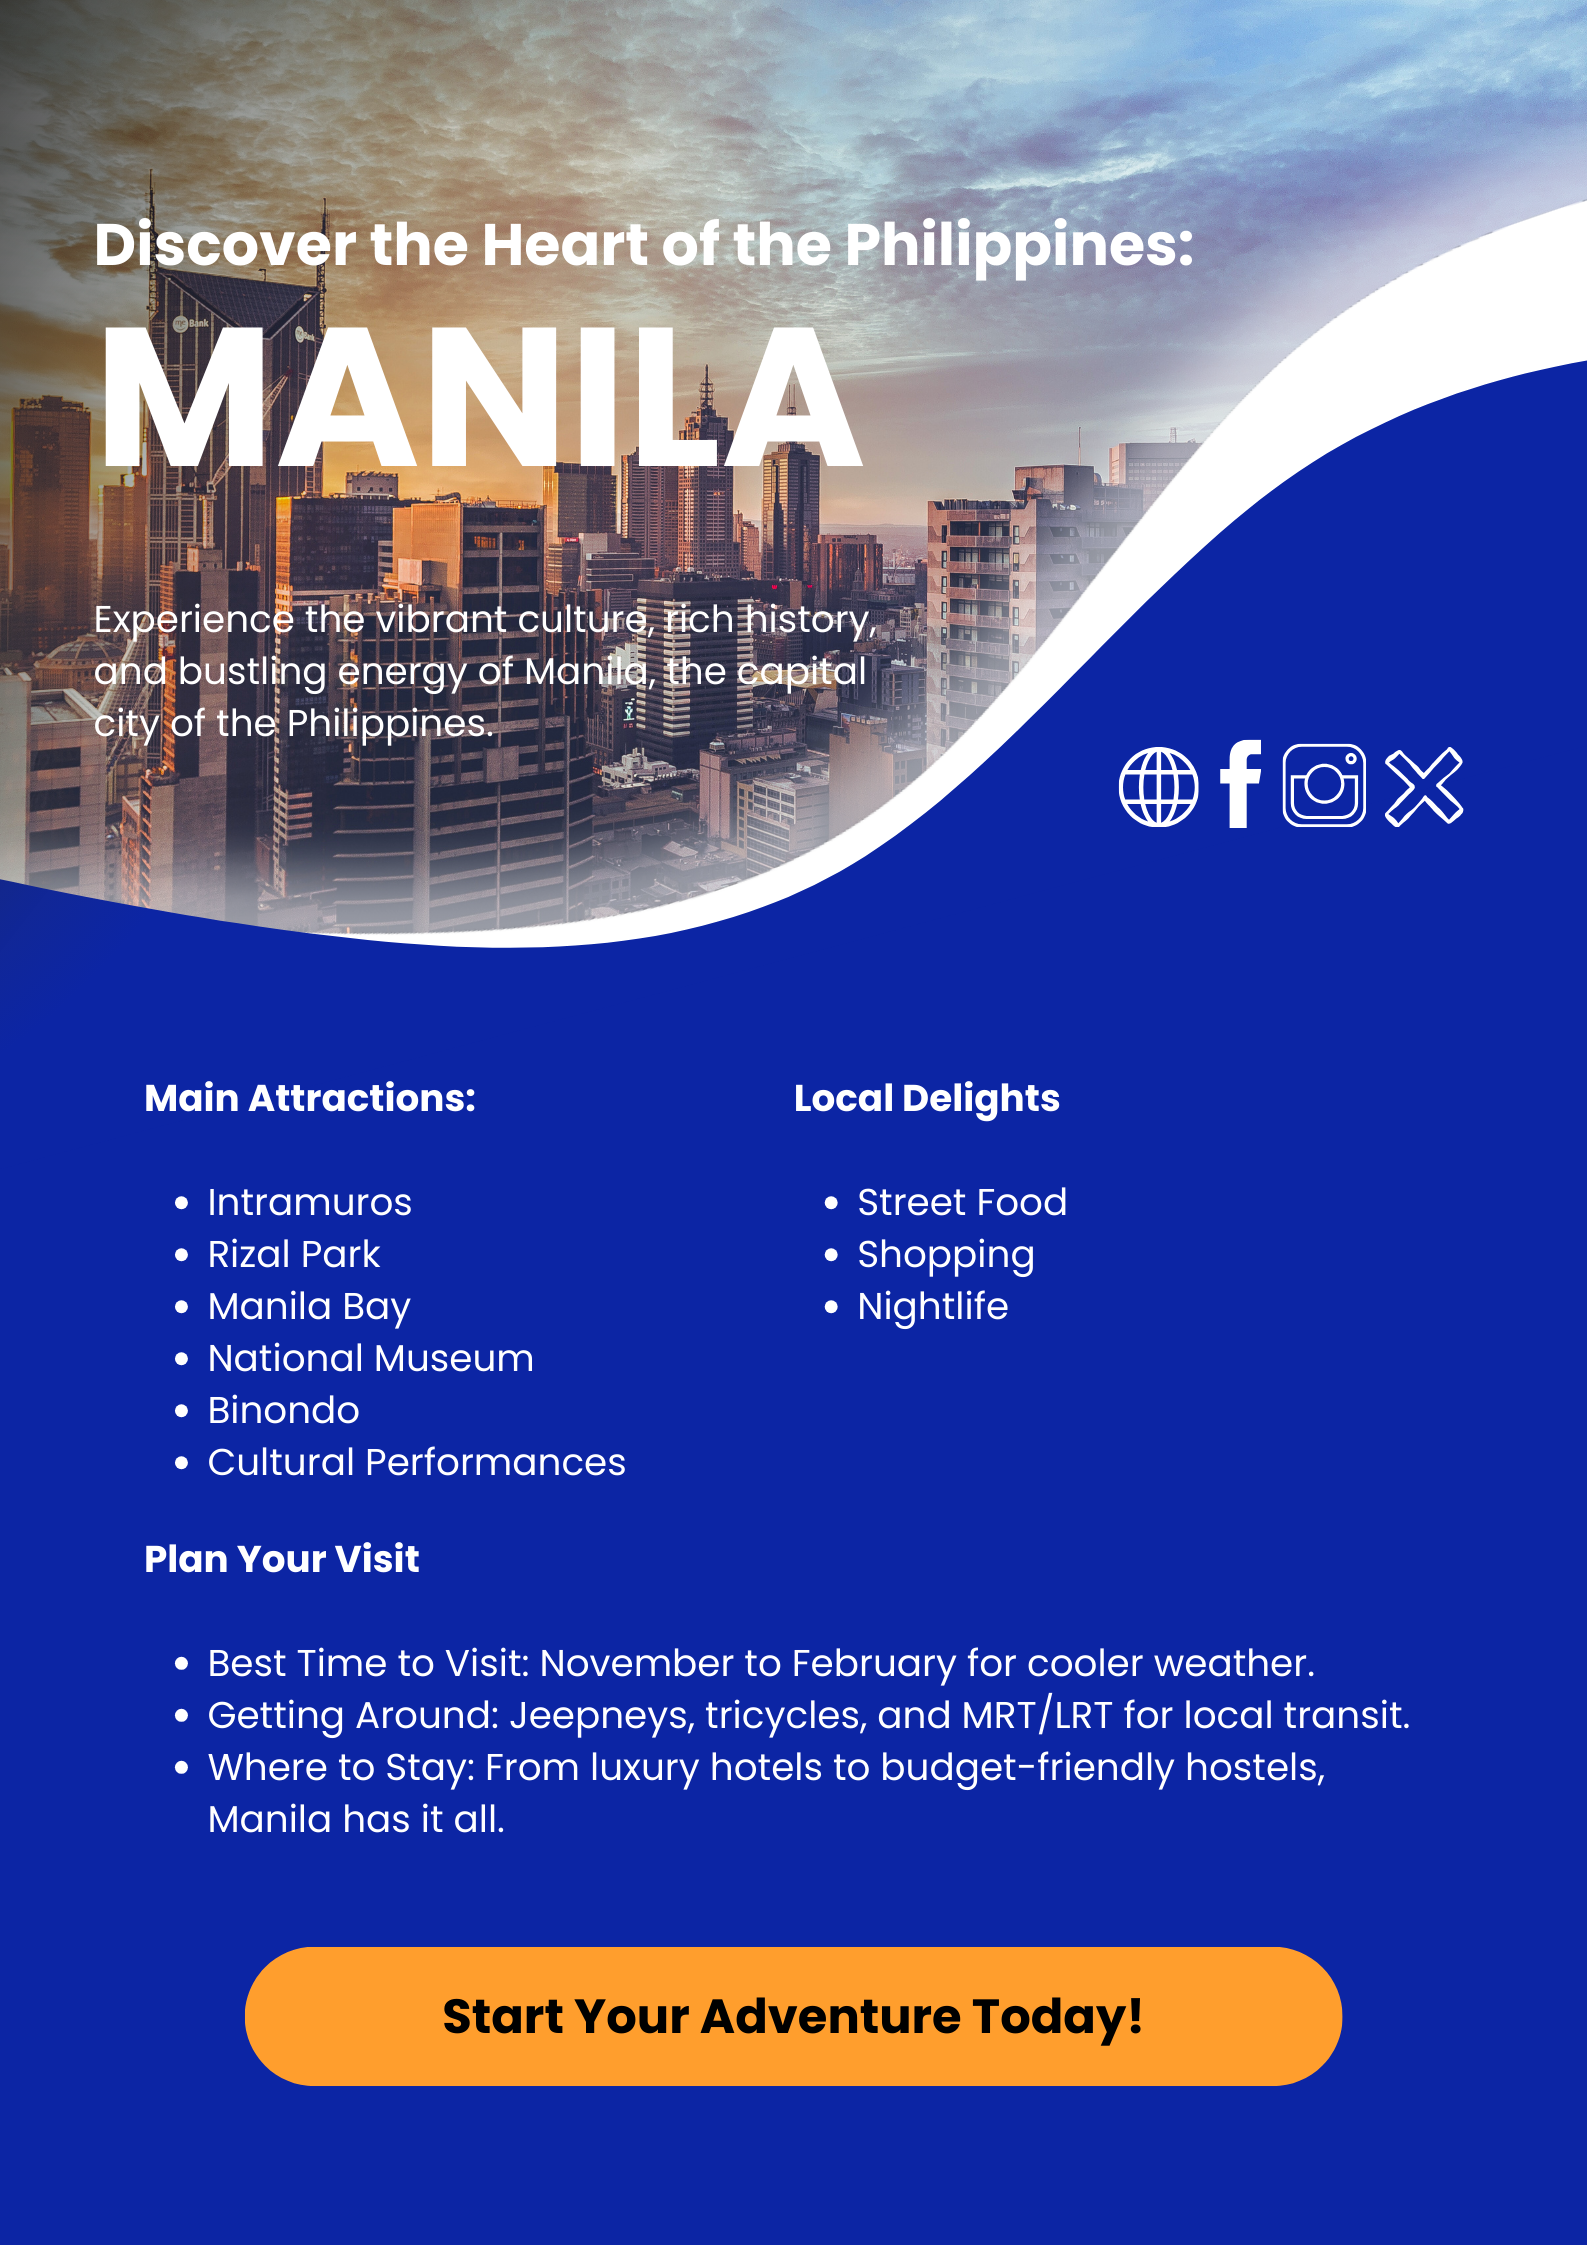 Discover the Heart of the Philippines:
MANILA
Experience the vibrant culture, rich history,
and bustling energy of Manila, the capital
city of the Philippines.
Main Attractions:
• Intramuros
• Rizal Park
• Manila Bay
• National Museum
• Binondo
• Cultural Performances
Local Delights
• Street Food
• Shopping
• Nightlife
Plan Your Visit
• Best Time to Visit: November to February for cooler weather.
• Getting Around: Jeepneys, tricycles, and MRT/LRT for local transit.
• Where to Stay: From luxury hotels to budget-friendly hostels,
Manila has it all.
Start Your Adventure Today!